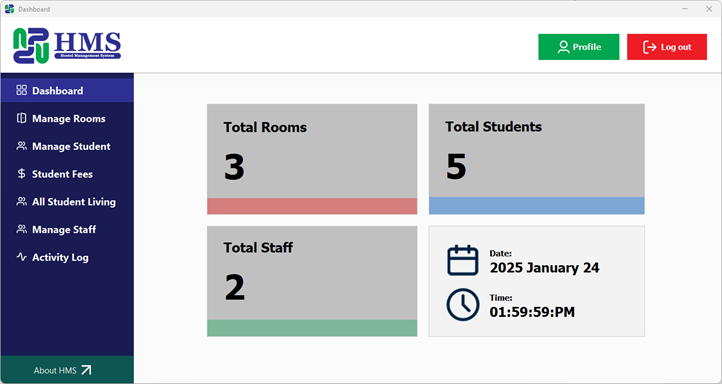 Dashboard
HMS
Hostel Management System
Profile
Log out
Dashboard
Manage Rooms
Manage Student
Student Fees
All Student Living
Manage Staff
Activity Log
About HMS
Total Rooms
3
Total Students
5
Total Staff
2
Date:
2025 January 24
Time:
01:59:59:PM